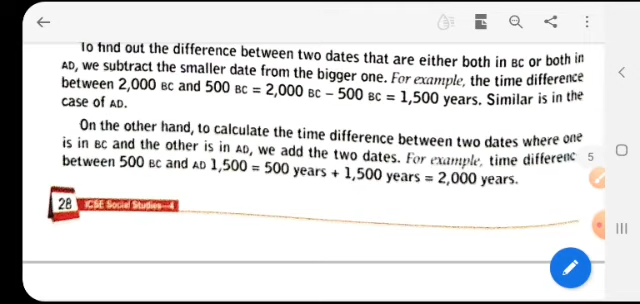 To find out the difference between two dates that are either both in BC or both in
AD, we subtract the smaller date from the bigger one. For example, the time difference
between 2,000 BC and 500 BC = 2,000 BC – 500 BC = 1,500 years. Similar is in the
case of AD.
On the other hand, to calculate the time difference between two dates where one
is in BC and the other is in AD, we add the two dates. For example, time differenc 5
between 500 BC and AD 1,500 = 500 years + 1,500 years = 2,000 years.
28 ICSE Social Studies—4